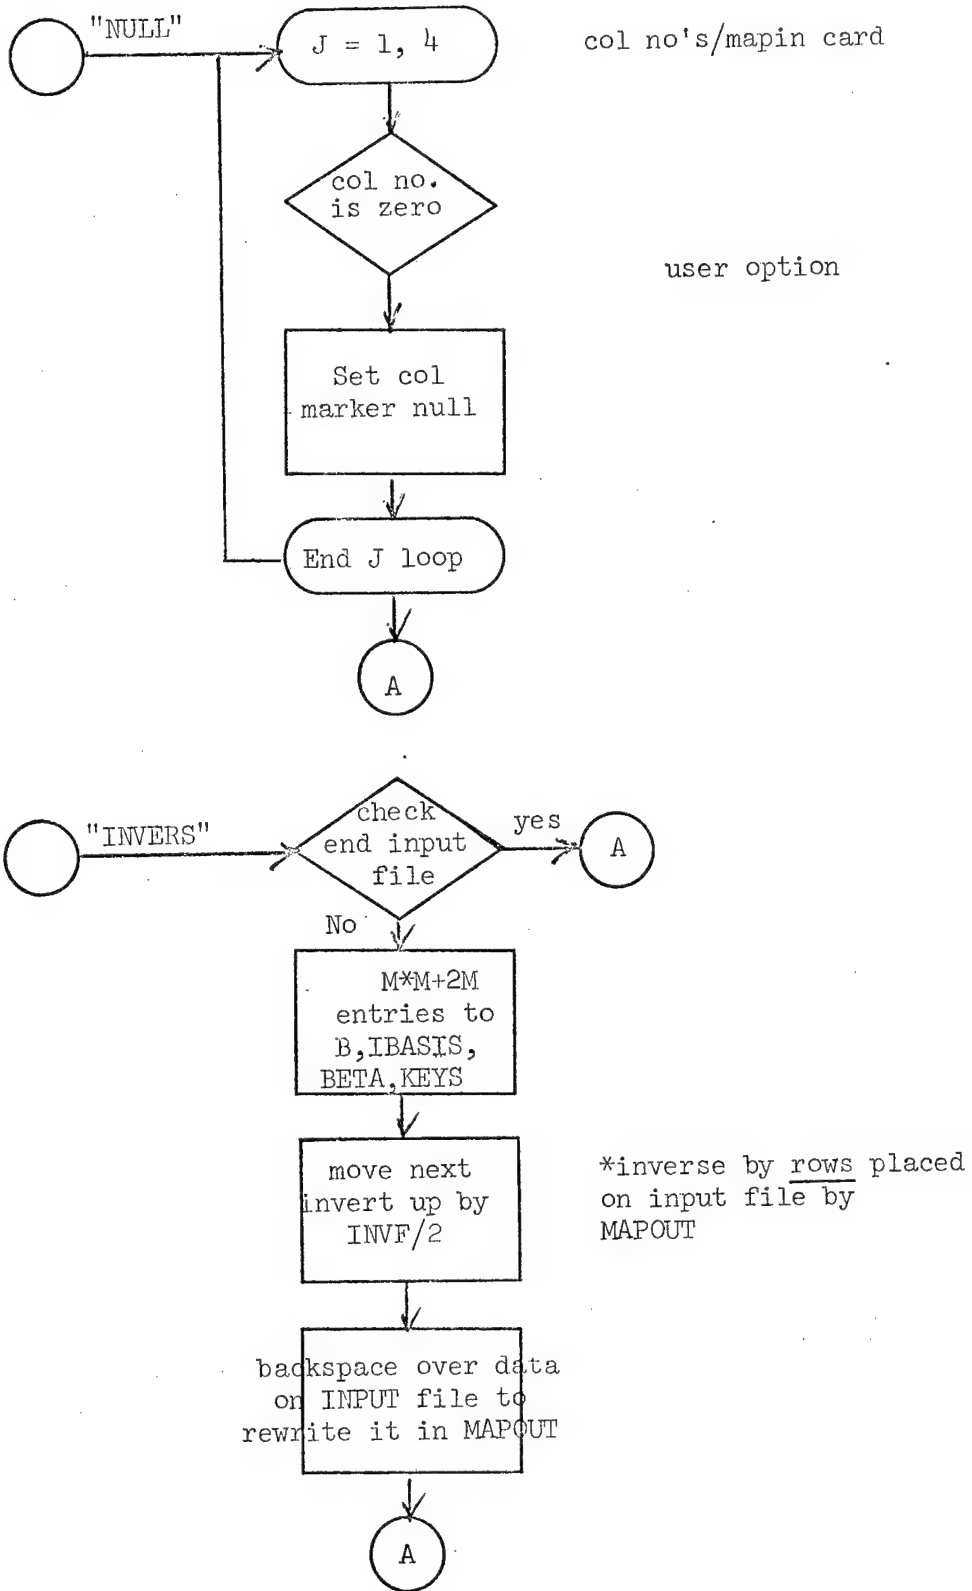 "NULL"
J = 1, 4
col no's/mapin card
col no.
is zero
user option
Set col
marker null
End J loop
A
"INVERS"
check
end input
file
yes
A
No
M*M+2M
entries to
B,IBASIS,
BETA,KEYS
move next
invert up by
INVF/2
*inverse by rows placed
on input file by
MAPOUT
backspace over data
on INPUT file to
rewrite it in MAPOUT
A